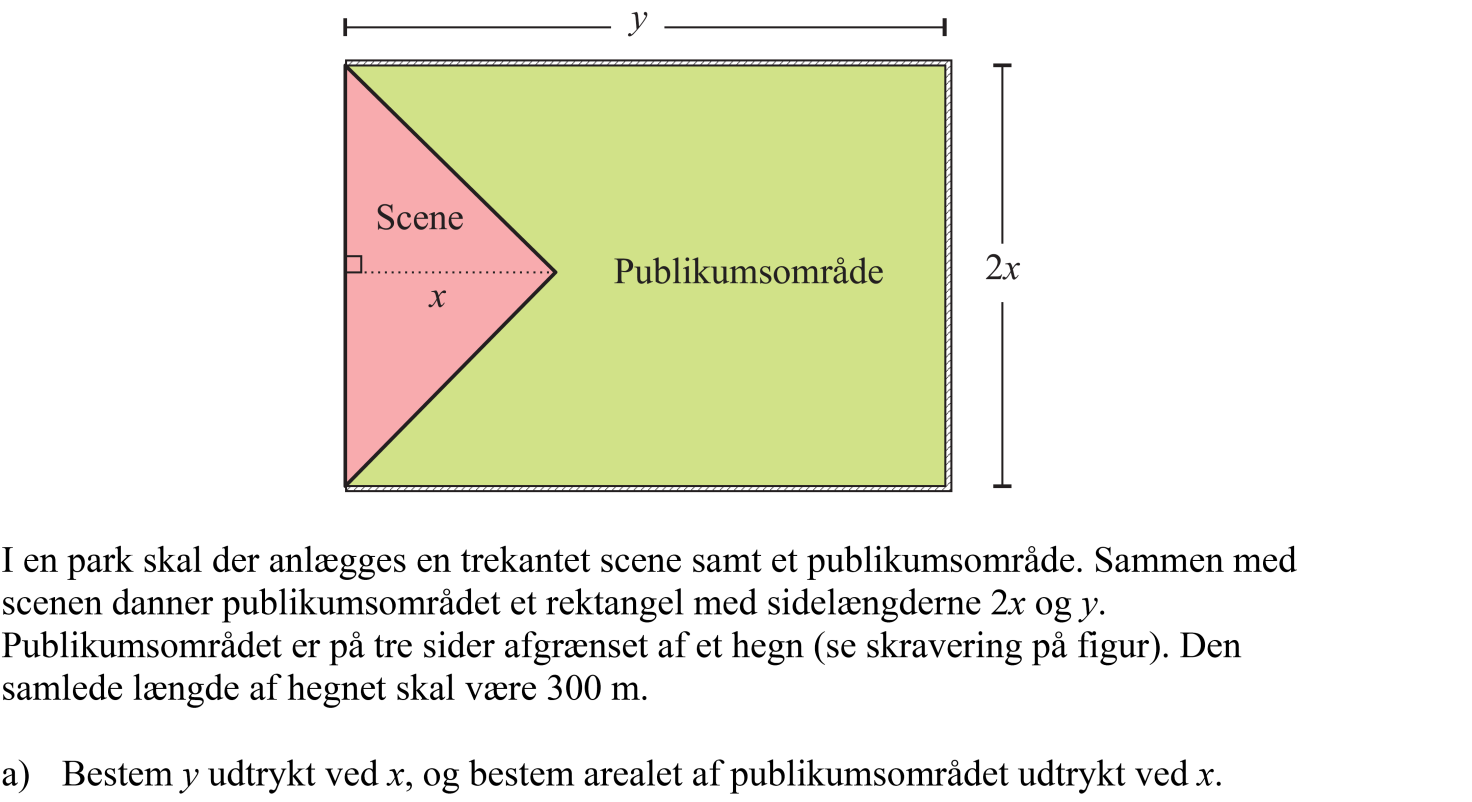 y
Scene
Publikumsområde
2x
x
I en park skal der anlægges en trekantet scene samt et publikumsområde. Sammen med
scenen danner publikumsområdet et rektangel med sidelængderne 2x og y.
Publikumsområdet er på tre sider afgrænset af et hegn (se skravering på figur). Den
samlede længde af hegnet skal være 300 m.
a) Bestem y udtrykt ved x, og bestem arealet af publikumsområdet udtrykt ved x.